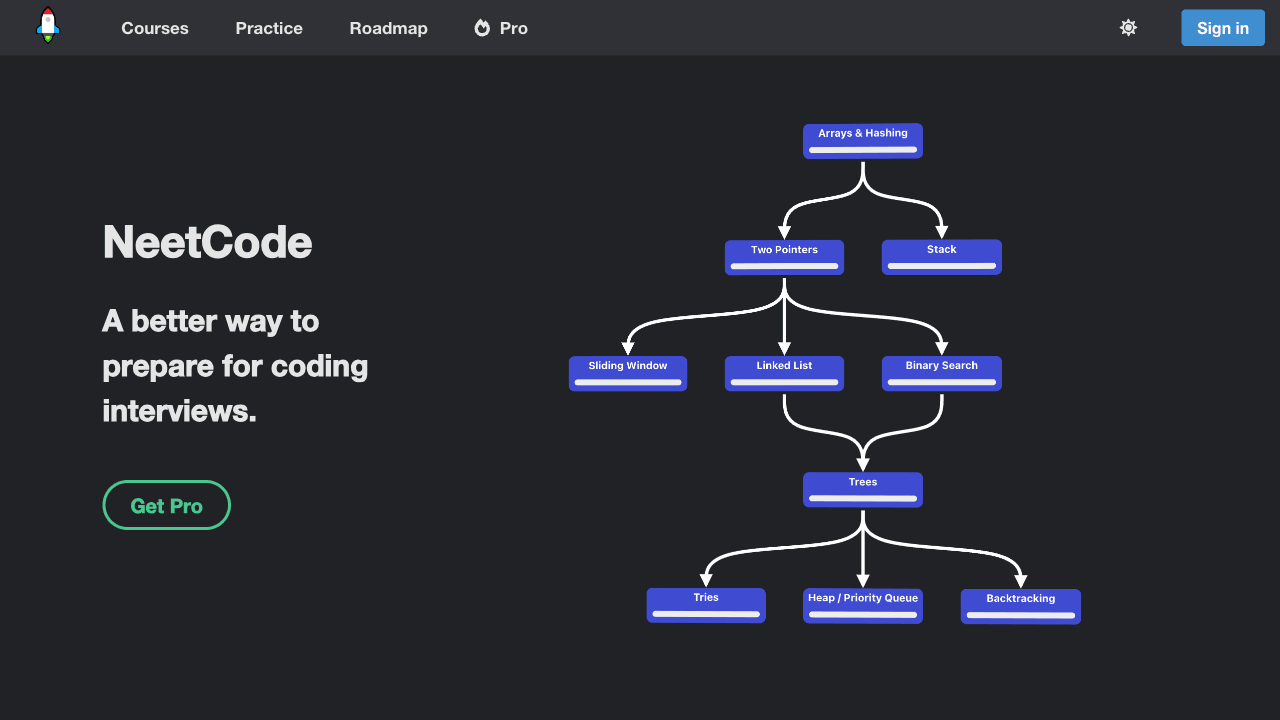 Courses Practice Roadmap Pro Sign in
NeetCode
A better way to
prepare for coding
interviews.
Get Pro
Arrays & Hashing
Two Pointers Stack
Sliding Window Linked List Binary Search
Trees
Tries Heap / Priority Queue Backtracking